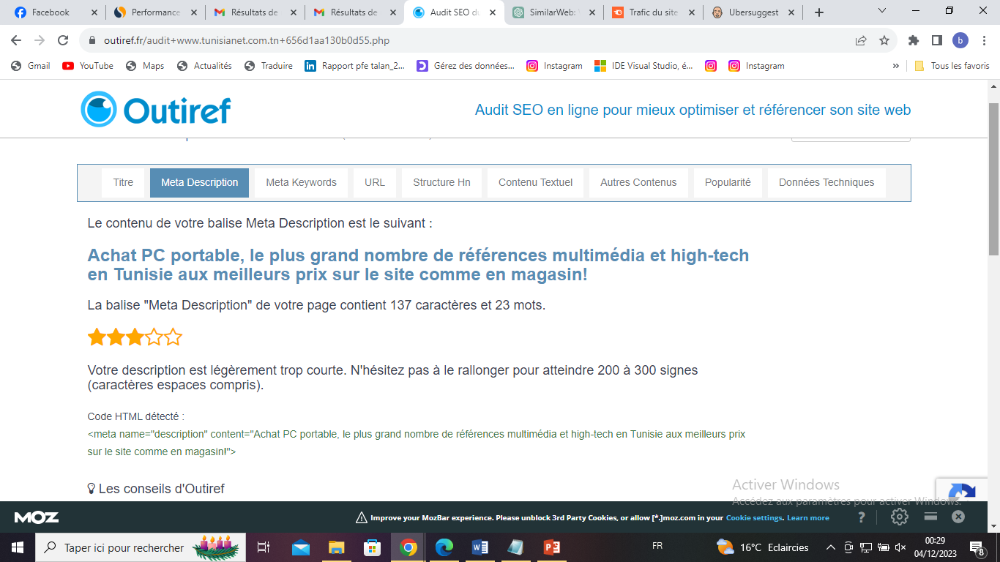 Facebook
Performance
Résultats de
Résultats de
Audit SEO du
SimilarWeb:
Trafic du site
Ubersuggest
outiref.fr/audit+www.tunisianet.com.tn+656d1aa130b0d55.php
b
Gmail
YouTube
Maps
Actualités
Traduire
Rapport pfe talan_2...
Gérez des données...
Instagram
IDE Visual Studio, é...
Instagram
»
Tous les favoris
Outiref
Audit SEO en ligne pour mieux optimiser et référencer son site web
Titre
Meta Description
Meta Keywords
URL
Structure Hn
Contenu Textuel
Autres Contenus
Popularité
Données Techniques
Le contenu de votre balise Meta Description est le suivant :
Achat PC portable, le plus grand nombre de références multimédia et high-tech
en Tunisie aux meilleurs prix sur le site comme en magasin!
La balise "Meta Description" de votre page contient 137 caractères et 23 mots.
Votre description est légèrement trop courte. N'hésitez pas à le rallonger pour atteindre 200 à 300 signes
(caractères espaces compris).
Code HTML détecté :
<meta name="description" content="Achat PC portable, le plus grand nombre de références multimédia et high-tech en Tunisie aux meilleurs prix
sur le site comme en magasin!">
Les conseils d'Outiref
Activer Windows
Accédez aux paramètres pour activer Windows.
MOZ
Improve your MozBar experience. Please unblock 3rd Party Cookies, or allow [*.]moz.com in your Cookie settings. Learn more
?
Taper ici pour rechercher
FR
16°C Eclaircies
00:29
04/12/2023
8